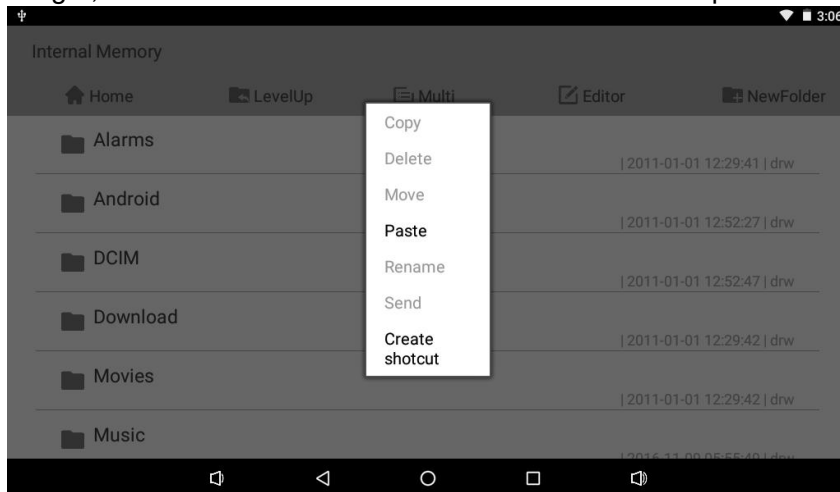 3:06
Internal Memory
Home LevelUp Multi Editor NewFolder
Copy
Delete
Move
Paste
Rename
Send
Create
shotcut
Alarms
| 2011-01-01 12:29:41 | drw
Android
| 2011-01-01 12:52:27 | drw
DCIM
| 2011-01-01 12:52:47 | drw
Download
| 2011-01-01 12:29:42 | drw
Movies
| 2011-01-01 12:29:42 | drw
Music